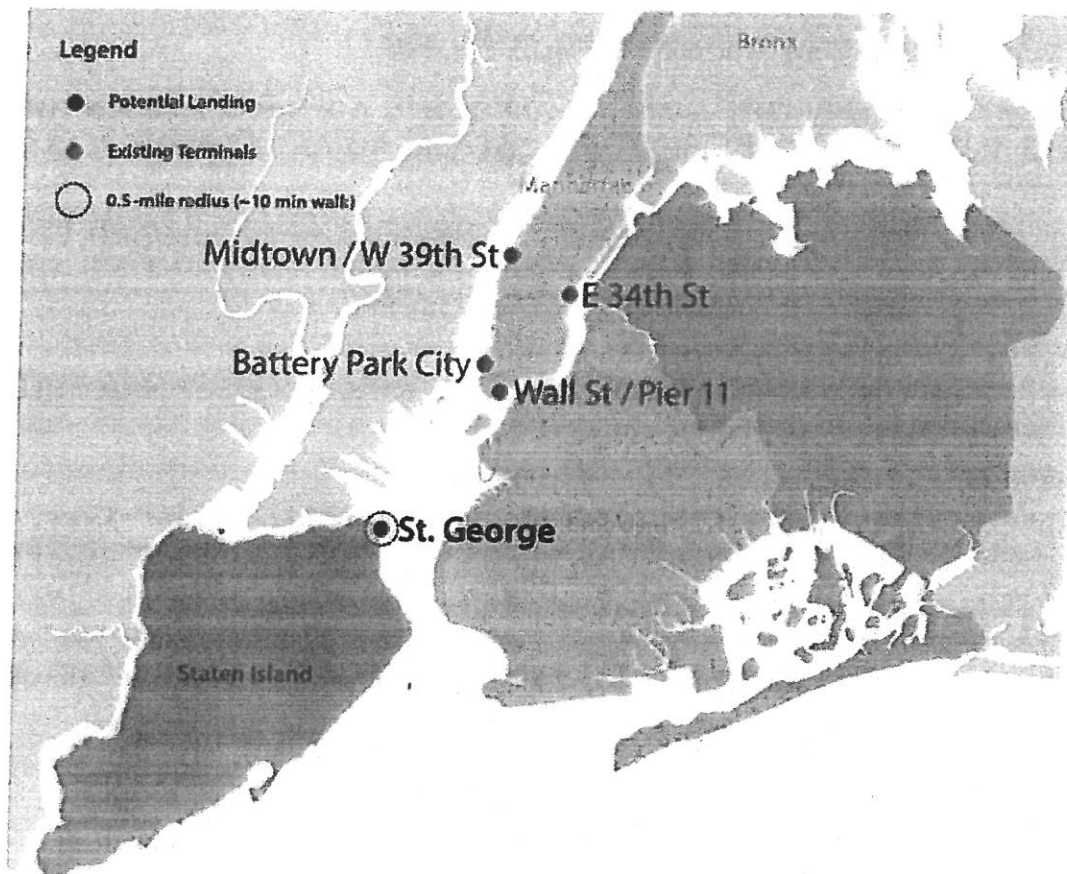 Legend
Potential Landing
Existing Terminals
0.5-mile radius (~10 min walk)
Bronx
Manhattan
Midtown / W 39th St
E 34th St
Battery Park City
Wall St / Pier 11
St. George
Staten Island